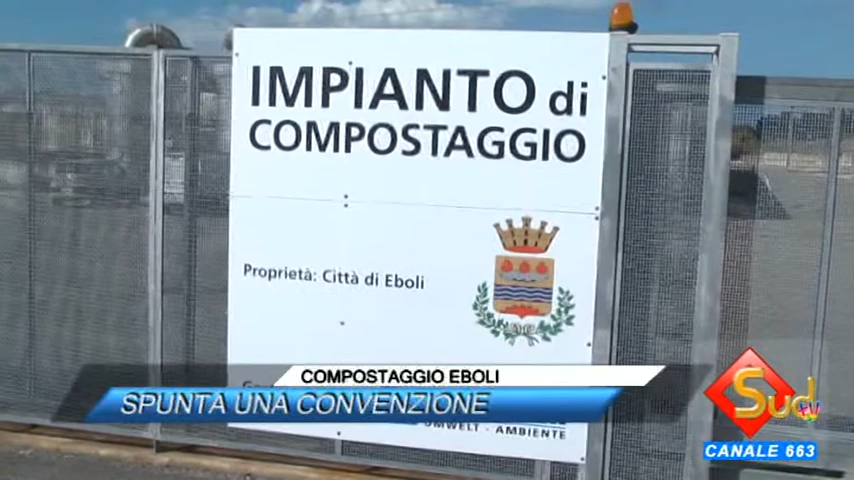 IMPIANTO di
COMPOSTAGGIO
Proprietà: Città di Eboli
COMPOSTAGGIO EBOLI
SPUNTA UNA CONVENZIONE
UMWELT - AMBIENTE
Sud tv
CANALE 663